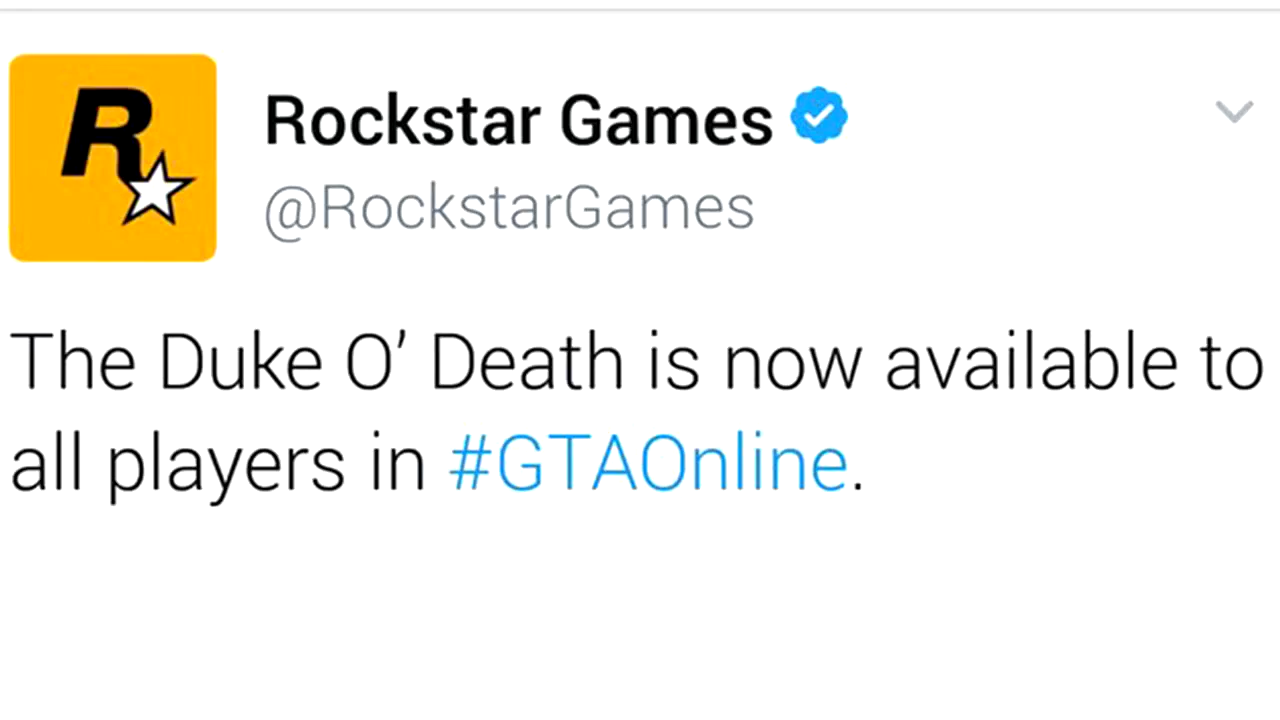 R
Rockstar Games
@RockstarGames
The Duke O’ Death is now available to
all players in #GTAOnline.